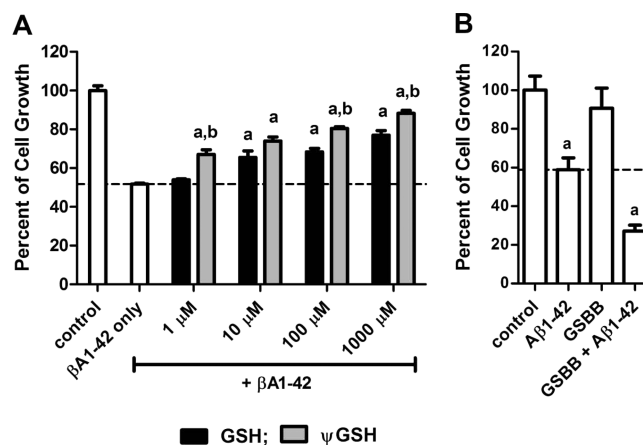 A
Percent of Cell Growth
120
100
80
60
40
20
0
a,b
a
a
a
a,b
a
a,b
control
βA1-42 only
1 μM
10 μM
100 μM
1000 μM
+ βA1-42
GSH; ψGSH
B
Percent of Cell Growth
120
100
80
60
40
20
0
a
a
control
Aβ1-42
GSBB
GSBB + Aβ1-42